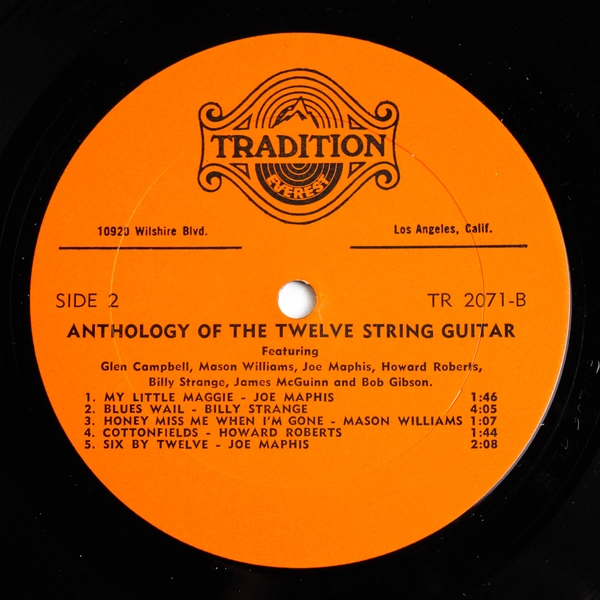 TRADITION
EVEREST
10920 Wilshire Blvd. Los Angeles, Calif.
SIDE 2 TR 2071-B
ANTHOLOGY OF THE TWELVE STRING GUITAR
Featuring
Glen Campbell, Mason Williams, Joe Maphis, Howard Roberts,
Billy Strange, James McGuinn and Bob Gibson.
1. MY LITTLE MAGGIE - JOE MAPHIS 1:46
2. BLUES WAIL - BILLY STRANGE 4:05
3. HONEY MISS ME WHEN I'M GONE - MASON WILLIAMS 1:07
4. COTTONFIELDS - HOWARD ROBERTS 1:44
5. SIX BY TWELVE - JOE MAPHIS 2:08